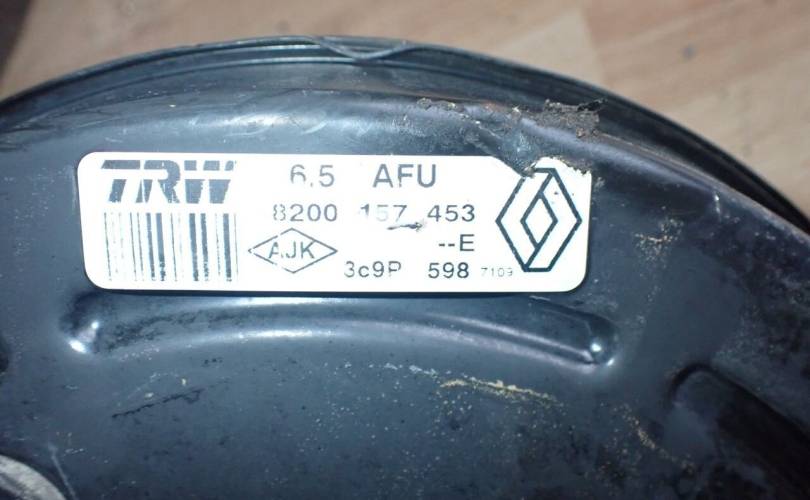 TRW 6.5 AFU
8200 157 453
AJK --E
3c9P 598 7109